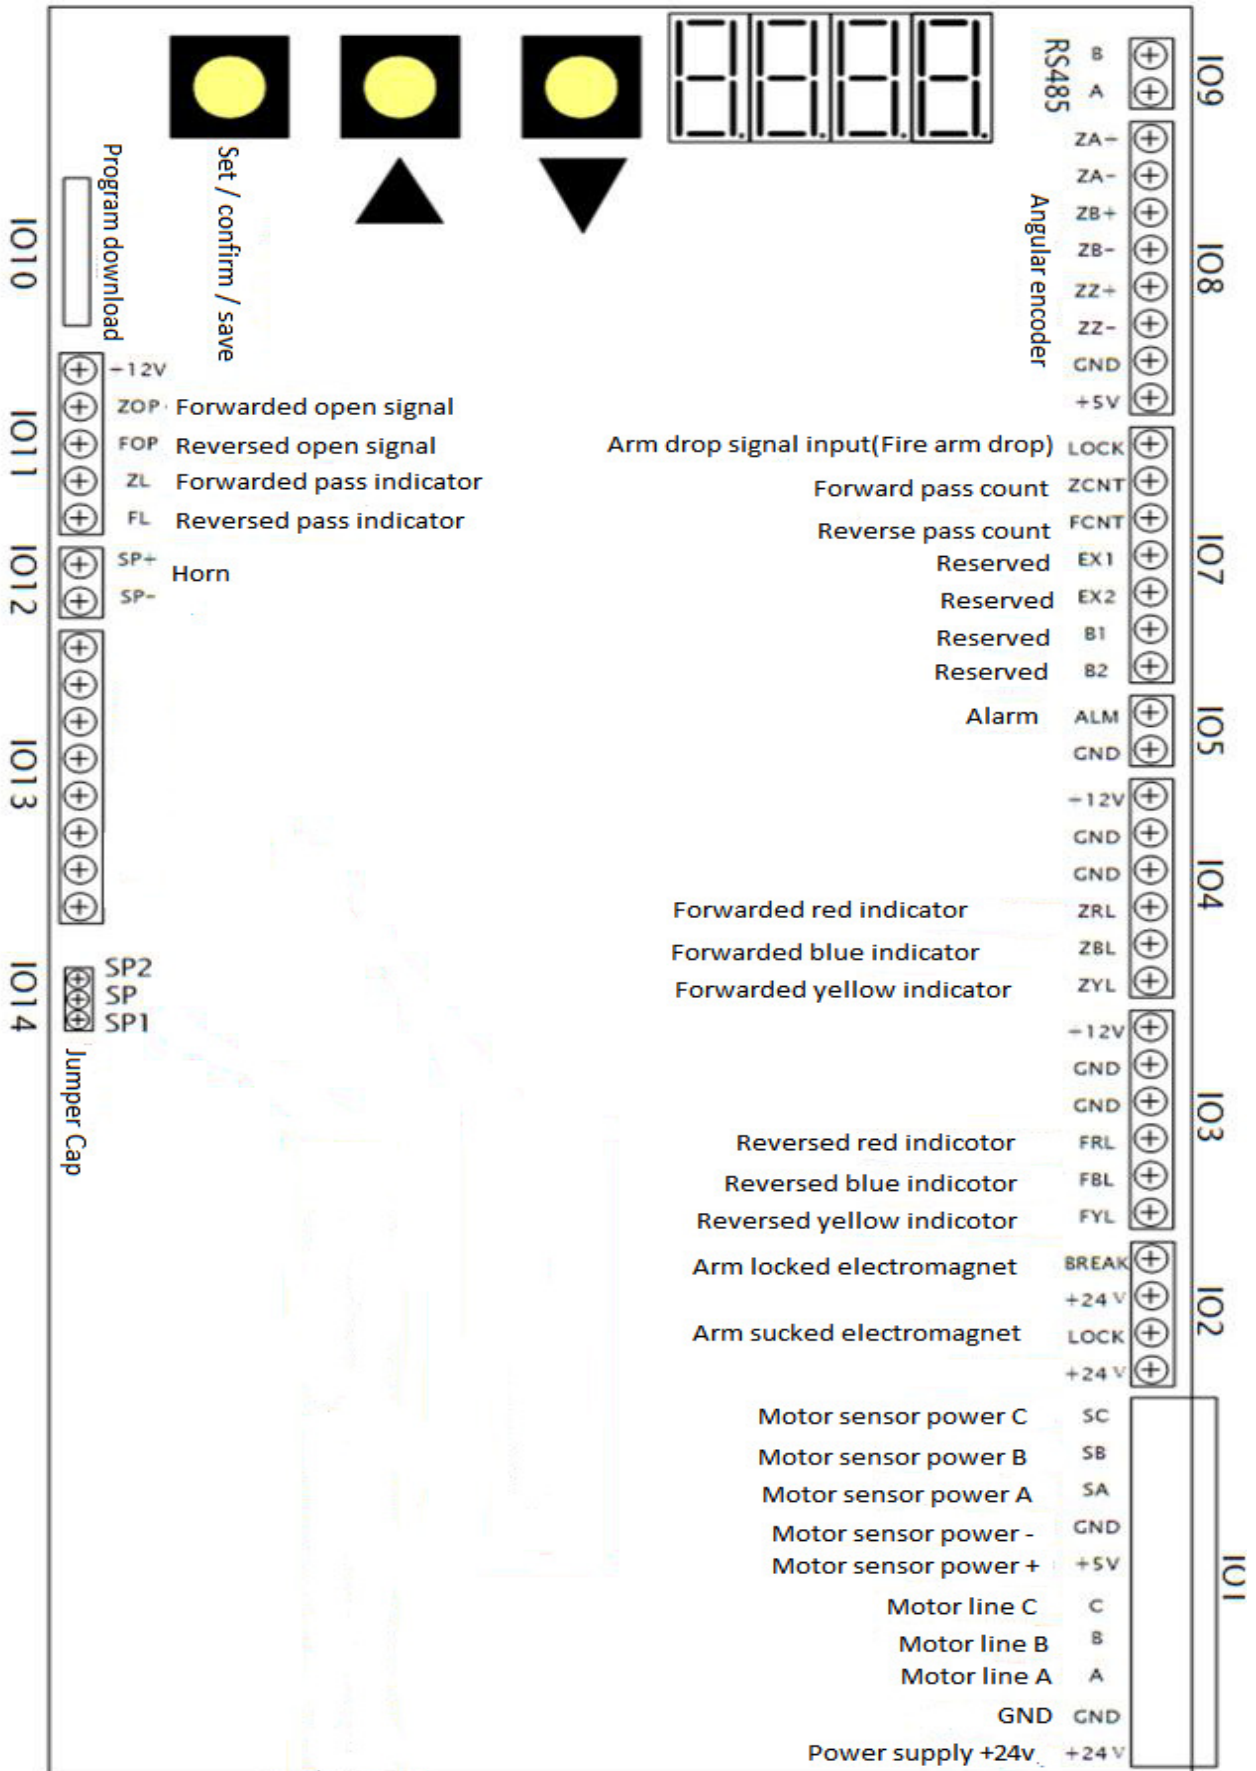 B
A
RS485
IO9
ZA+
ZA-
ZB+
ZB-
ZZ+
ZZ-
GND
+5V
Angular encoder
IO8
Set / confirm / save
Program download
IO10
+12V
ZOP Forwarded open signal
FOP Reversed open signal
ZL Forwarded pass indicator
FL Reversed pass indicator
IO11
SP+
SP-
Horn
IO12
IO13
SP2
SP
SP1
IO14
Jumper Cap
Arm drop signal input(Fire arm drop) LOCK
Forward pass count ZCNT
Reverse pass count FCNT
Reserved EX1
Reserved EX2
Reserved B1
Reserved B2
IO7
Alarm ALM
GND
IO5
+12V
GND
GND
Forwarded red indicator ZRL
Forwarded blue indicator ZBL
Forwarded yellow indicator ZYL
IO4
+12V
GND
GND
Reversed red indicotor FRL
Reversed blue indicotor FBL
Reversed yellow indicotor FYL
IO3
Arm locked electromagnet BREAK
+24V
Arm sucked electromagnet LOCK
+24V
IO2
Motor sensor power C SC
Motor sensor power B SB
Motor sensor power A SA
Motor sensor power - GND
Motor sensor power + +5V
Motor line C C
Motor line B B
Motor line A A
GND GND
Power supply +24v +24V
IO1